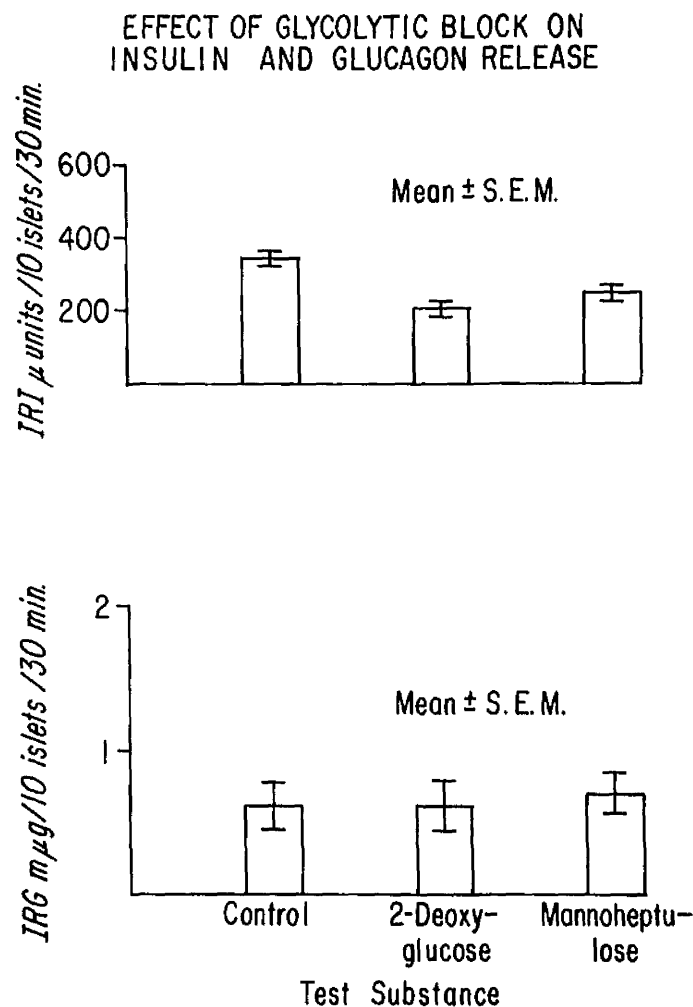 EFFECT OF GLYCOLYTIC BLOCK ON
INSULIN AND GLUCAGON RELEASE
IRI μ units/10 islets/30 min.
600
400
200
Mean ± S.E.M.
IRG mμg/10 islets/30 min.
2
1
Mean ± S.E.M.
Control
2-Deoxy-
glucose
Mannoheptu-
lose
Test Substance